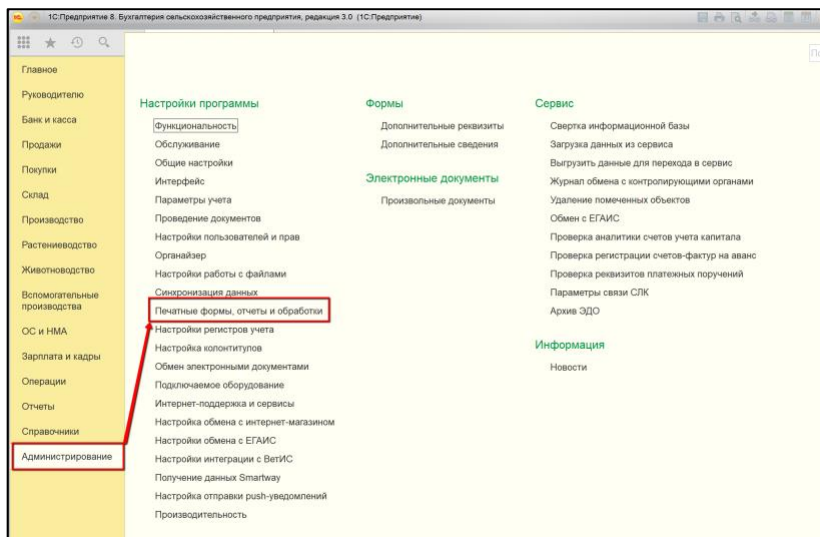 1С:Предприятие 8. Бухгалтерия сельскохозяйственного предприятия, редакция 3.0 (1С:Предприятие)
Главное
Руководителю
Банк и касса
Продажи
Покупки
Склад
Производство
Растениеводство
Животноводство
Вспомогательные
производства
ОС и НМА
Зарплата и кадры
Операции
Отчеты
Справочники
Администрирование
Настройки программы
Функциональность
Обслуживание
Общие настройки
Интерфейс
Параметры учета
Проведение документов
Настройки пользователей и прав
Органайзер
Настройки работы с файлами
Синхронизация данных
Печатные формы, отчеты и обработки
Настройки регистров учета
Настройка колонтитулов
Обмен электронными документами
Подключаемое оборудование
Интернет-поддержка и сервисы
Настройка обмена с интернет-магазином
Настройки обмена с ЕГАИС
Настройки интеграции с ВетИС
Получение данных Smartway
Настройка отправки push-уведомлений
Производительность
Формы
Дополнительные реквизиты
Дополнительные сведения
Электронные документы
Произвольные документы
Сервис
Свертка информационной базы
Загрузка данных из сервиса
Выгрузить данные для перехода в сервис
Журнал обмена с контролирующими органами
Удаление помеченных объектов
Обмен с ЕГАИС
Проверка аналитики счетов учета капитала
Проверка регистрации счетов-фактур на аванс
Проверка реквизитов платежных поручений
Параметры связи СЛК
Архив ЭДО
Информация
Новости